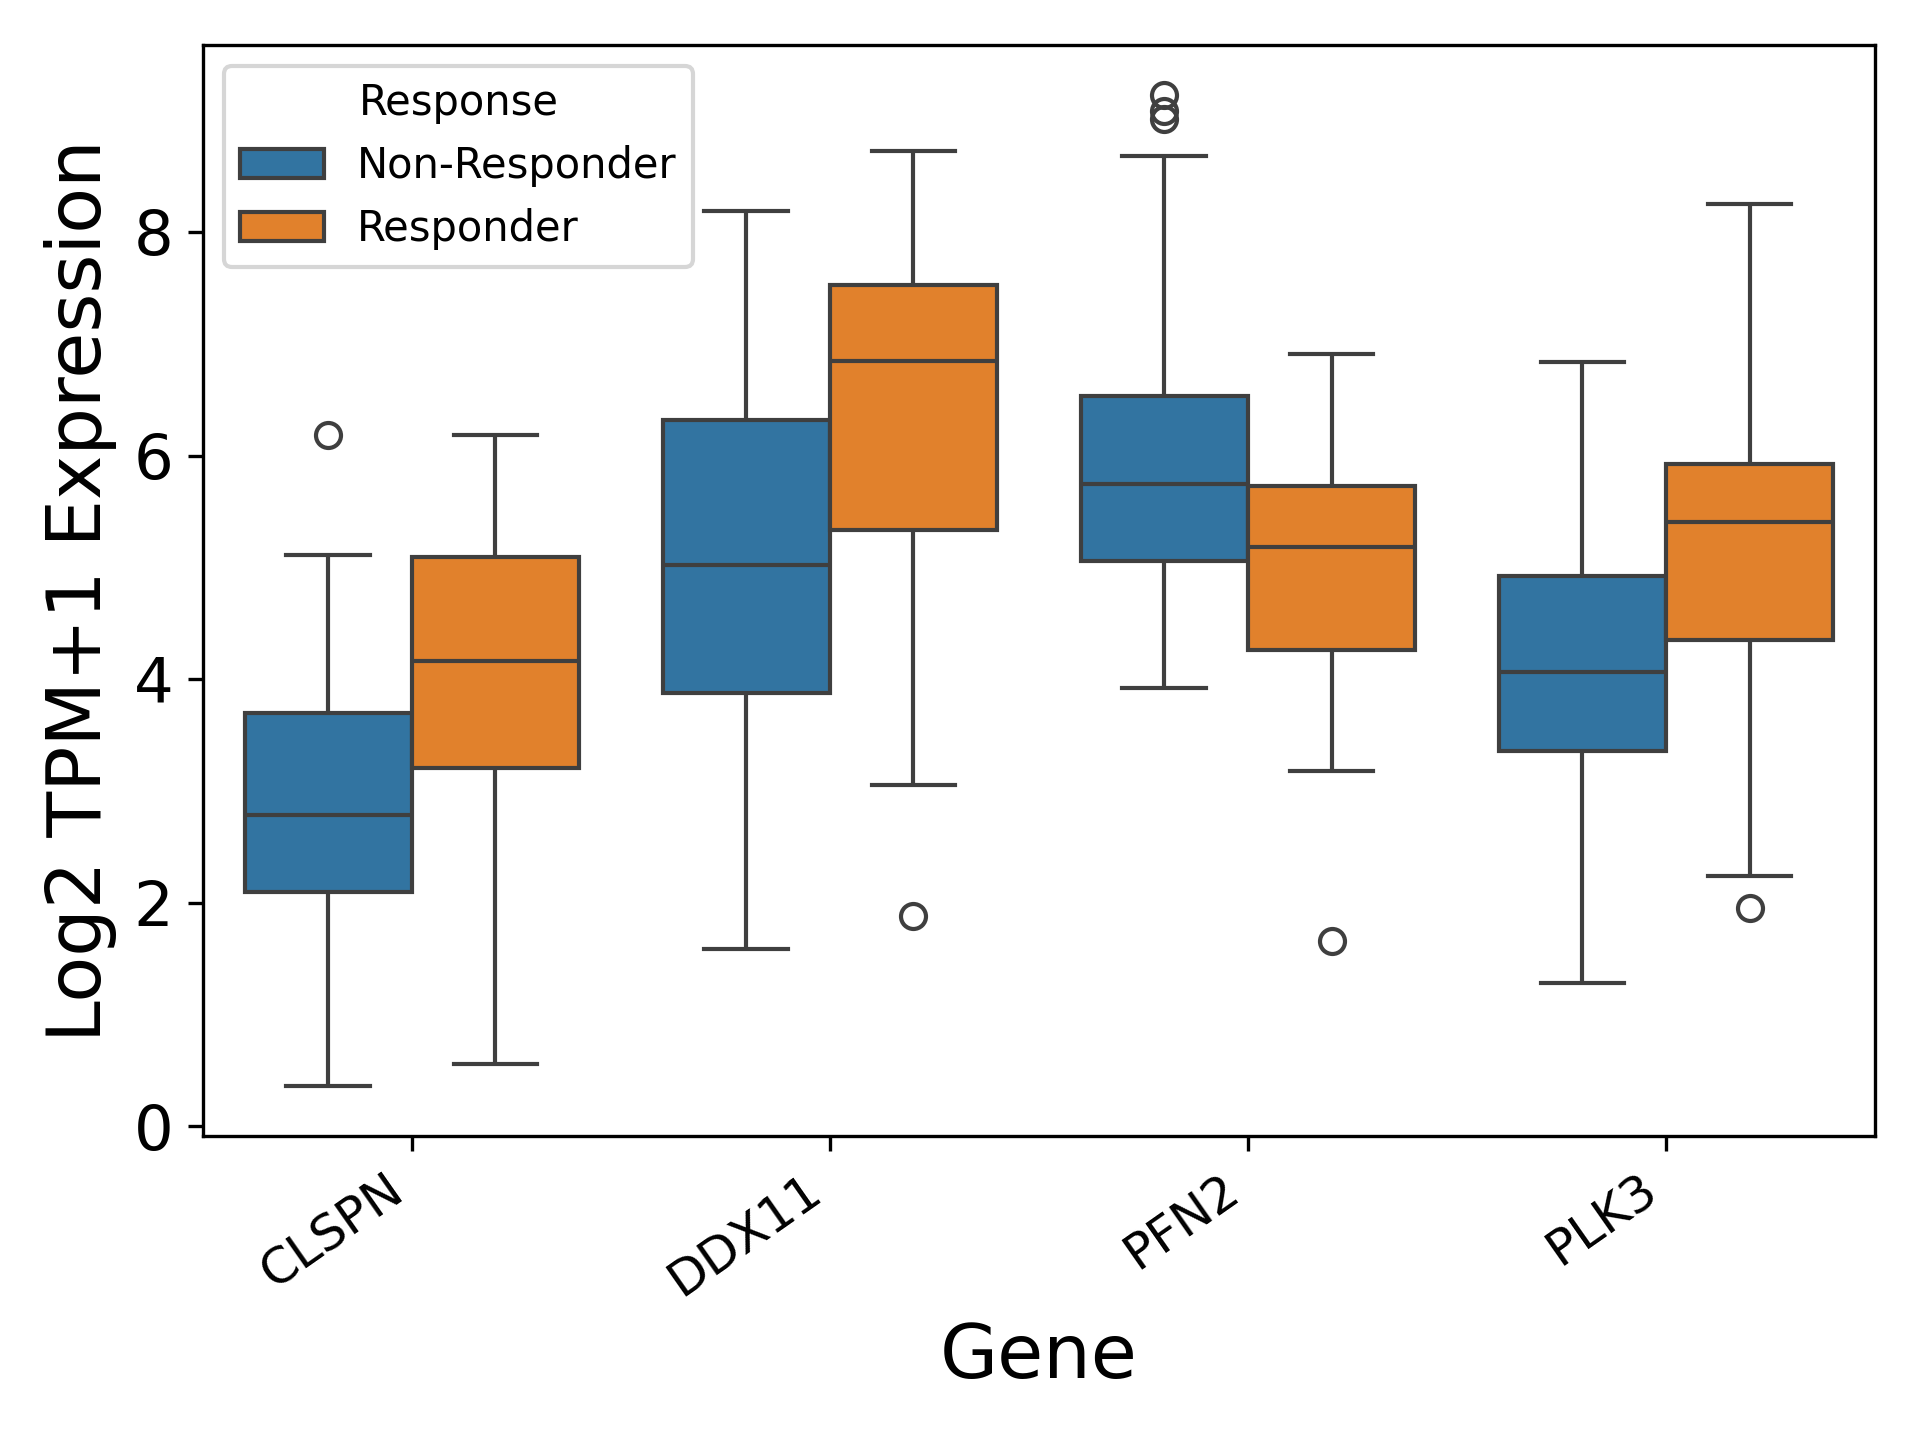 Response
Non-Responder
Responder
Log2 TPM+1 Expression
8
6
4
2
0
CLSPN
DDX11
PFN2
PLK3
Gene